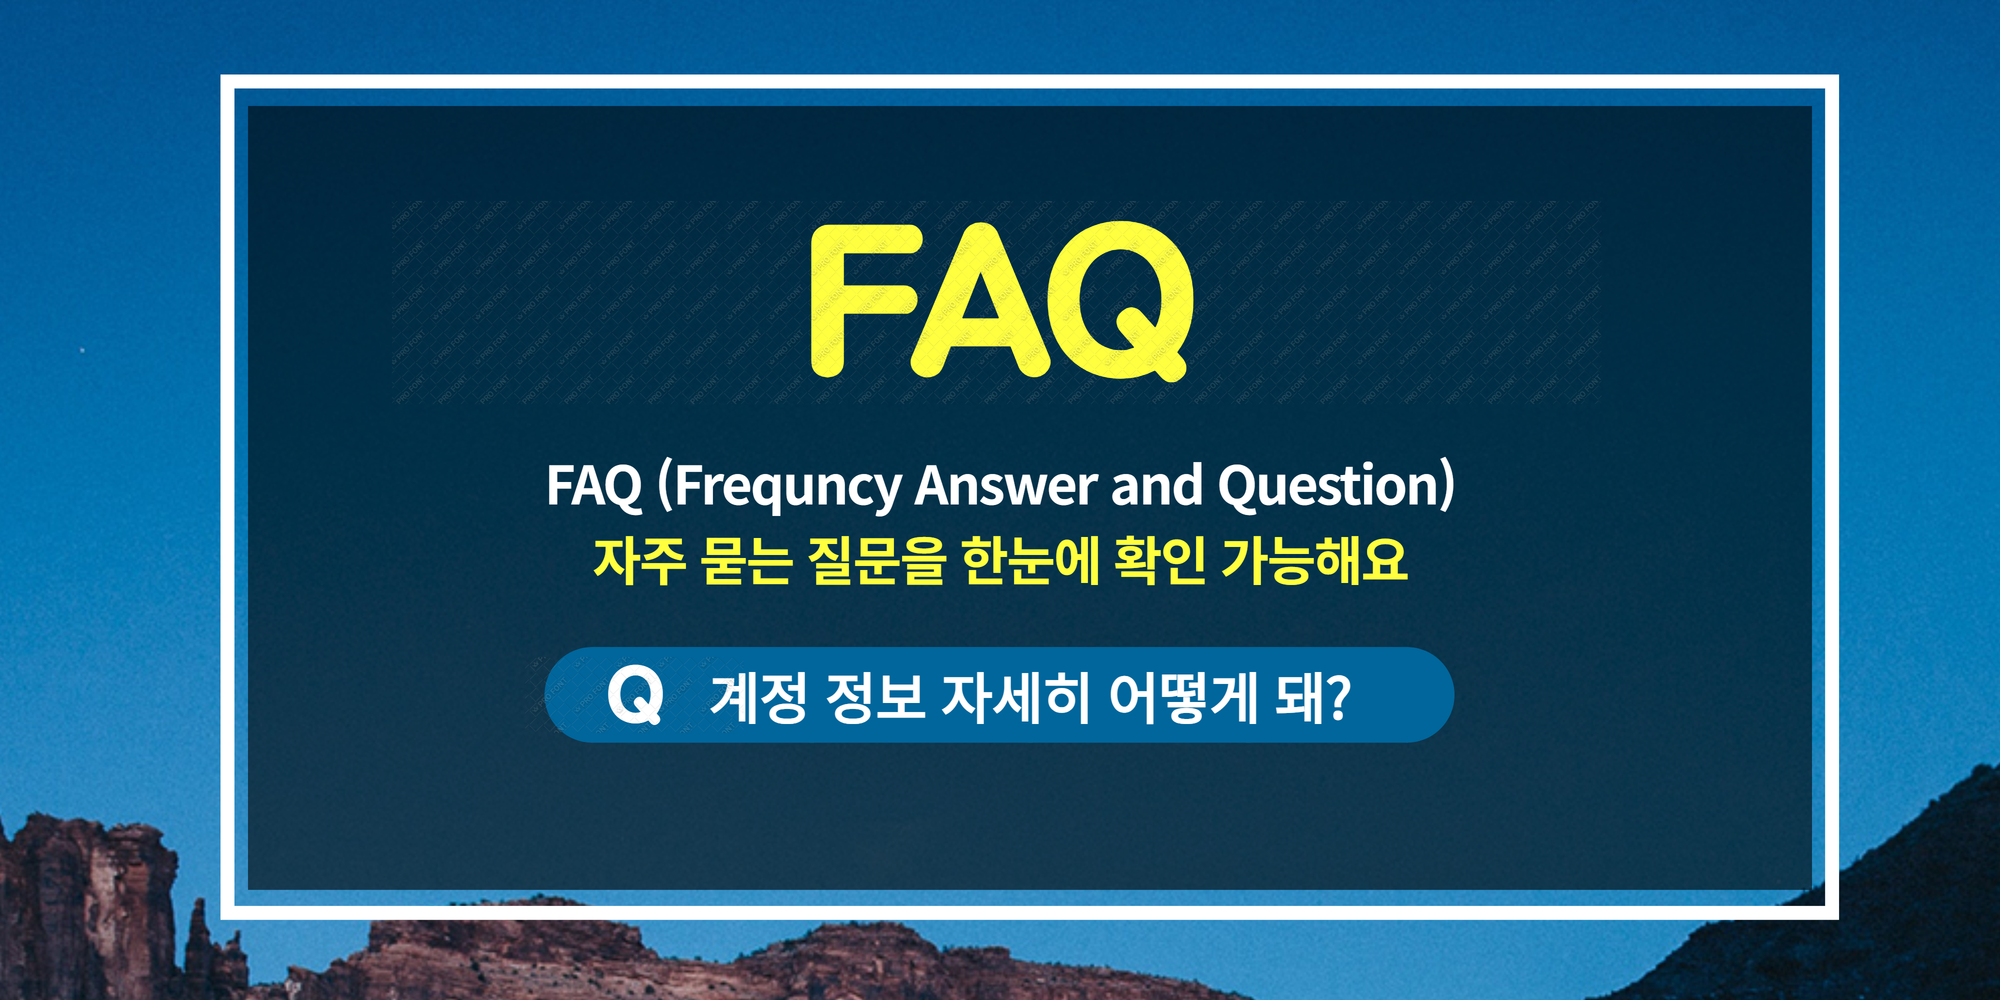 FAQ
FAQ (Frequncy Answer and Question)
자주 묻는 질문을 한눈에 확인 가능해요
Q 계정 정보 자세히 어떻게 돼?